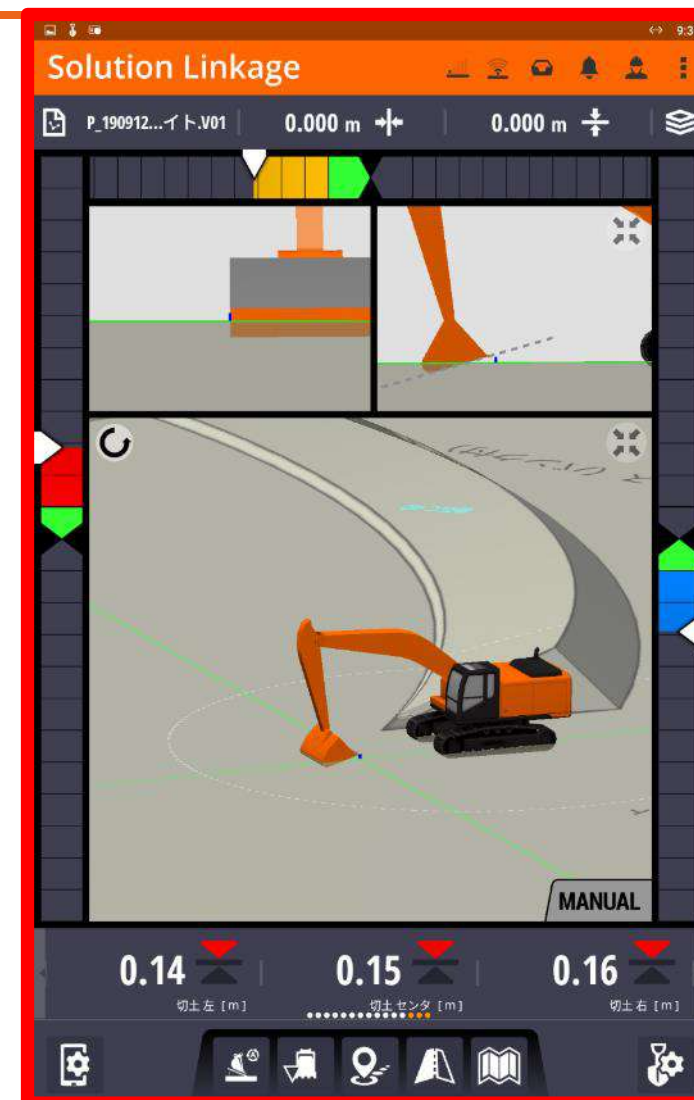 9:3
Solution Linkage
P_190912...イト.V01
0.000 m
0.000 m
MANUAL
0.14
0.15
0.16
切土左 [m]
切土センタ [m]
切土右 [m]